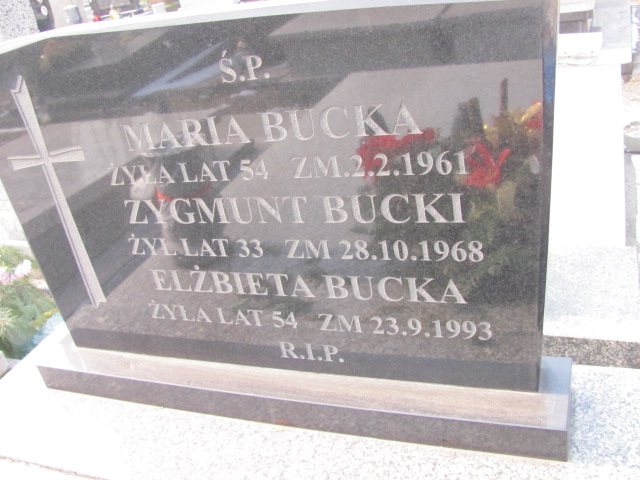 Ś.P.
MARIA BUCKA
ŻYŁA LAT 54 ZM.2.2.1961
ZYGMUNT BUCKI
ŻYŁ LAT 33 ZM 28.10.1968
ELŻBIETA BUCKA
ŻYŁA LAT 54 ZM 23.9.1993
R.I.P.